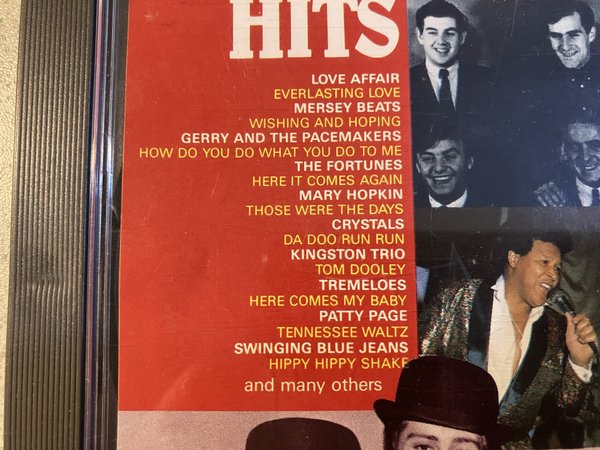 HITS
LOVE AFFAIR
EVERLASTING LOVE
MERSEY BEATS
WISHING AND HOPING
GERRY AND THE PACEMAKERS
HOW DO YOU DO WHAT YOU DO TO ME
THE FORTUNES
HERE IT COMES AGAIN
MARY HOPKIN
THOSE WERE THE DAYS
CRYSTALS
DA DOO RUN RUN
KINGSTON TRIO
TOM DOOLEY
TREMELOES
HERE COMES MY BABY
PATTY PAGE
TENNESSEE WALTZ
SWINGING BLUE JEANS
HIPPY HIPPY SHAKE
and many others